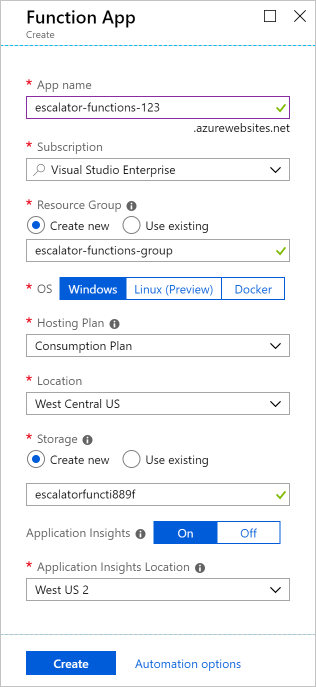 Function App
Create
* App name
escalator-functions-123
.azurewebsites.net
* Subscription
Visual Studio Enterprise
* Resource Group
Create new Use existing
escalator-functions-group
* OS Windows Linux (Preview) Docker
* Hosting Plan
Consumption Plan
* Location
West Central US
* Storage
Create new Use existing
escalatorfuncti889f
Application Insights On Off
* Application Insights Location
West US 2
Create Automation options